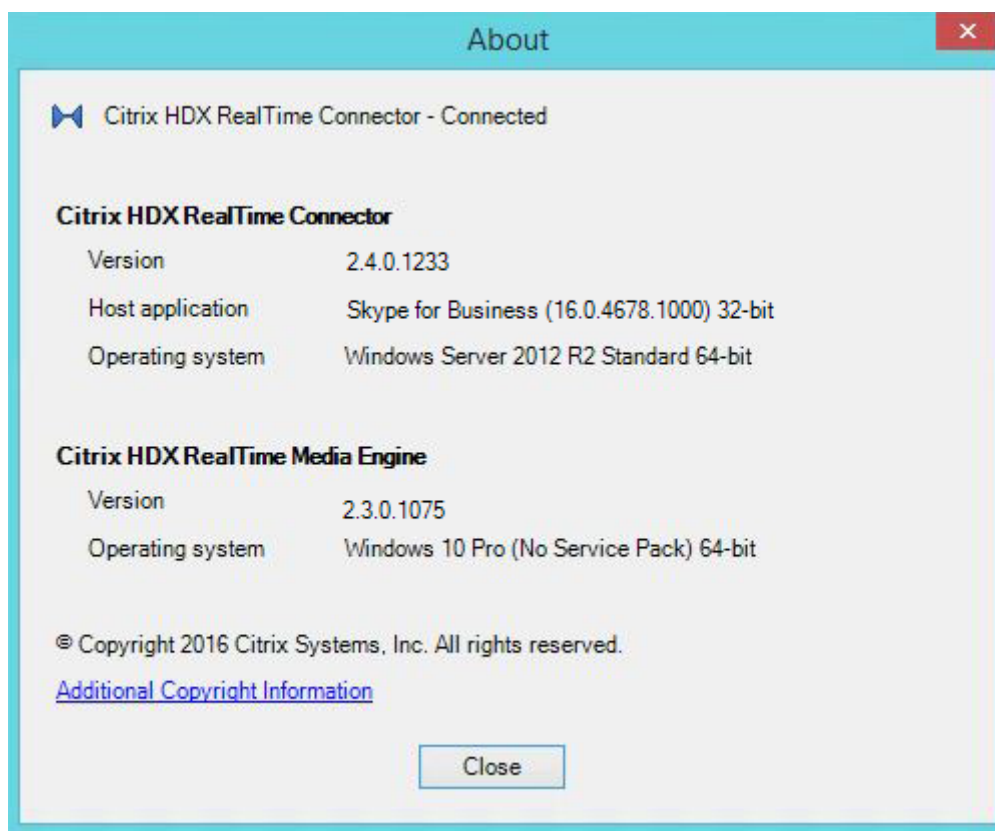 About
Citrix HDX RealTime Connector - Connected
Citrix HDX RealTime Connector
Version 2.4.0.1233
Host application Skype for Business (16.0.4678.1000) 32-bit
Operating system Windows Server 2012 R2 Standard 64-bit
Citrix HDX RealTime Media Engine
Version 2.3.0.1075
Operating system Windows 10 Pro (No Service Pack) 64-bit
© Copyright 2016 Citrix Systems, Inc. All rights reserved.
Additional Copyright Information
Close